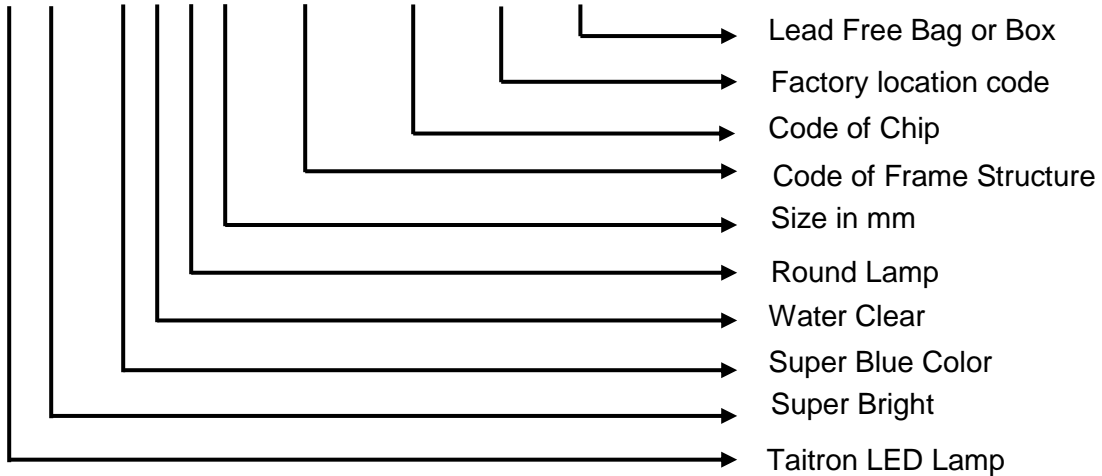 Lead Free Bag or Box
Factory location code
Code of Chip
Code of Frame Structure
Size in mm
Round Lamp
Water Clear
Super Blue Color
Super Bright
Taitron LED Lamp